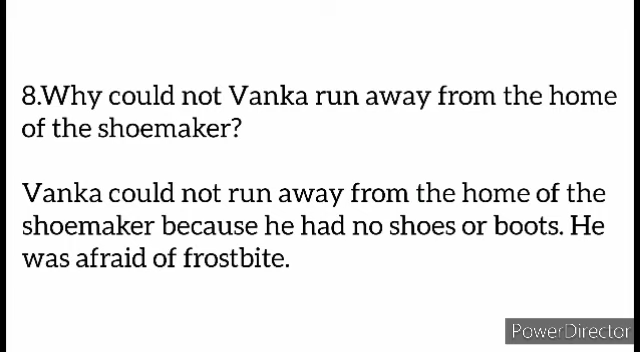 8.Why could not Vanka run away from the home
of the shoemaker?
Vanka could not run away from the home of the
shoemaker because he had no shoes or boots. He
was afraid of frostbite.
PowerDirector